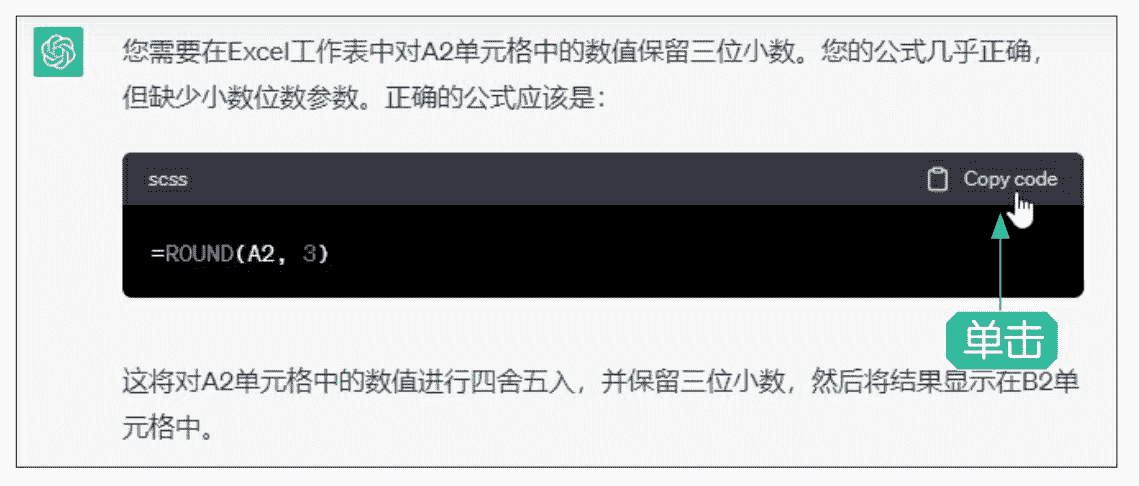 您需要在Excel工作表中对A2单元格中的数值保留三位小数。您的公式几乎正确，
但缺少小数位数参数。正确的公式应该是：
scss
Copy code
=ROUND(A2, 3)
单击
这将对A2单元格中的数值进行四舍五入，并保留三位小数，然后将结果显示在B2单
元格中。